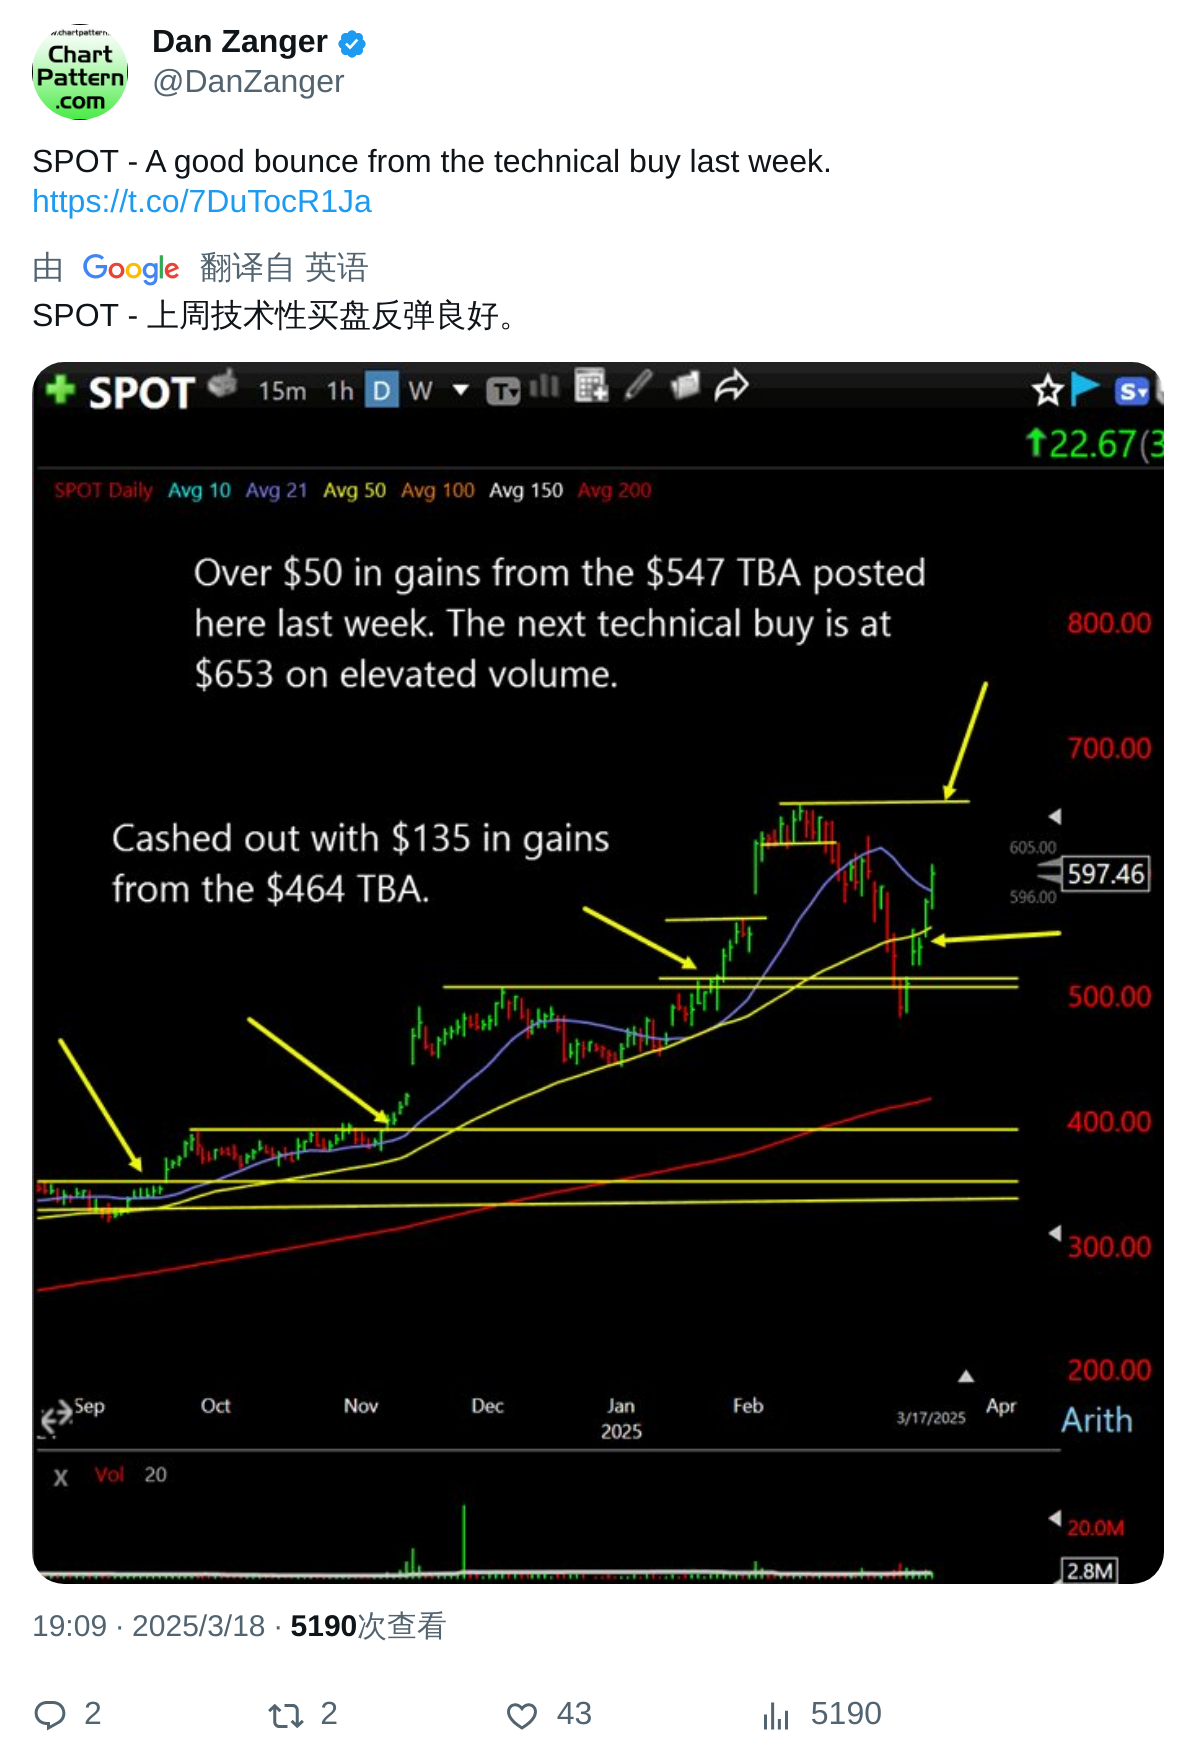 w.chartpattern.
Chart
Pattern
.com
Dan Zanger
@DanZanger
SPOT - A good bounce from the technical buy last week.
https://t.co/7DuTocR1Ja
由 Google 翻译自 英语
SPOT - 上周技术性买盘反弹良好。
SPOT 15m 1h D W T S
22.67(3
SPOT Daily Avg 10 Avg 21 Avg 50 Avg 100 Avg 150 Avg 200
Over $50 in gains from the $547 TBA posted
here last week. The next technical buy is at
$653 on elevated volume.
800.00
700.00
Cashed out with $135 in gains
from the $464 TBA.
605.00
597.46
596.00
500.00
400.00
300.00
200.00
Sep Oct Nov Dec Jan Feb Apr
2025
3/17/2025
Arith
X Vol 20
20.0M
2.8M
19:09 · 2025/3/18 · 5190次查看
2 2 43 5190